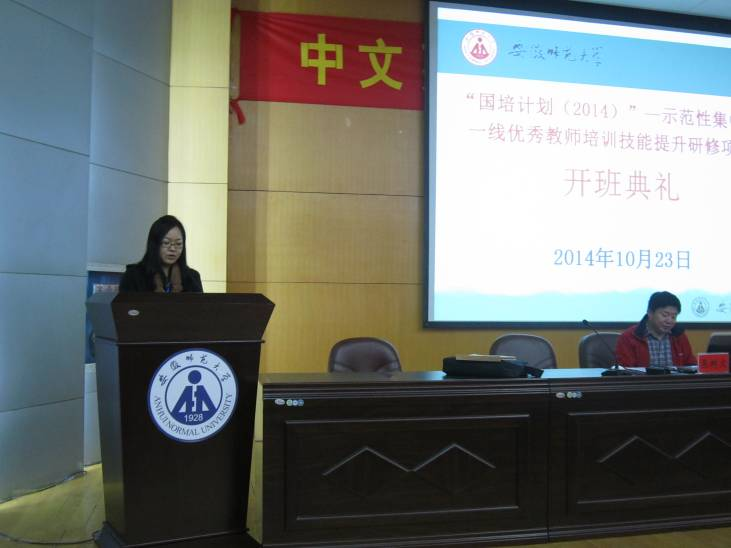 中文
安徽师范大学
“国培计划（2014）”—示范性集
一线优秀教师培训技能提升研修项
开班典礼
2014年10月23日
安徽师范大学
ANHUI NORMAL UNIVERSITY
1928